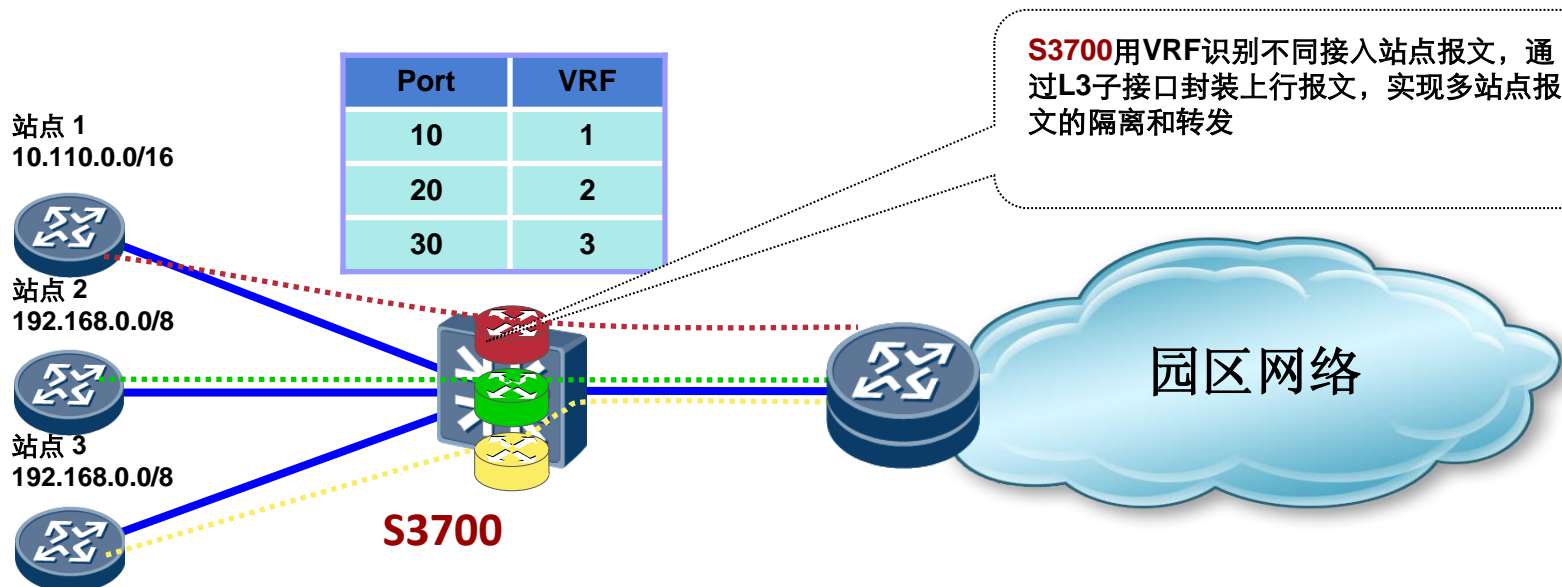 S3700用VRF识别不同接入站点报文，通
过L3子接口封装上行报文，实现多站点报
文的隔离和转发
Port VRF
10 1
20 2
30 3
站点 1
10.110.0.0/16
站点 2
192.168.0.0/8
站点 3
192.168.0.0/8
S3700
园区网络